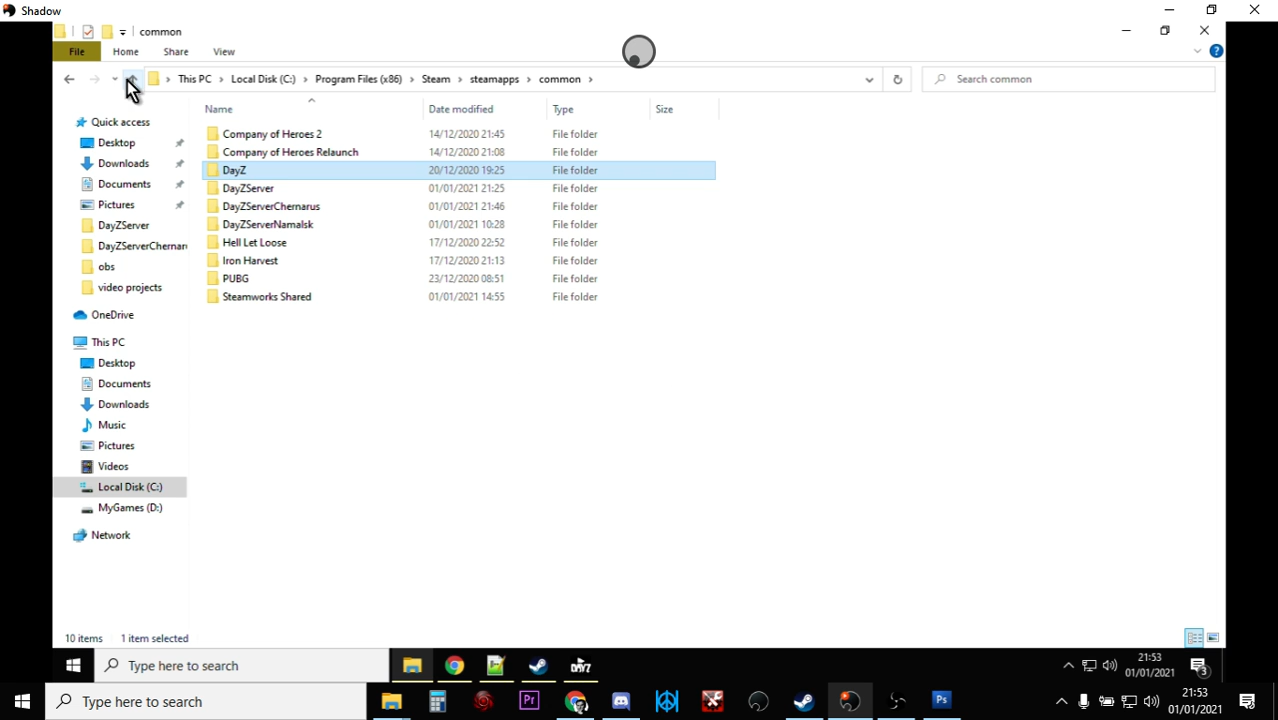 Shadow
common
File Home Share View
This PC Local Disk (C:) Program Files (x86) Steam steamapps common
Search common
Name Date modified Type Size
Quick access
Desktop
Downloads
Documents
Pictures
DayZServer
DayZServerChernaru
obs
video projects
OneDrive
This PC
Desktop
Documents
Downloads
Music
Pictures
Videos
Local Disk (C:)
MyGames (D:)
Network
Company of Heroes 2 14/12/2020 21:45 File folder
Company of Heroes Relaunch 14/12/2020 21:08 File folder
DayZ 20/12/2020 19:25 File folder
DayZServer 01/01/2021 21:25 File folder
DayZServerChernarus 01/01/2021 21:46 File folder
DayZServerNamalsk 01/01/2021 10:28 File folder
Hell Let Loose 17/12/2020 22:52 File folder
Iron Harvest 17/12/2020 21:13 File folder
PUBG 23/12/2020 08:51 File folder
Steamworks Shared 01/01/2021 14:55 File folder
10 items 1 item selected
Type here to search
DAYZ
21:53
01/01/2021
3
Type here to search
Pr
Ps
21:53
01/01/2021